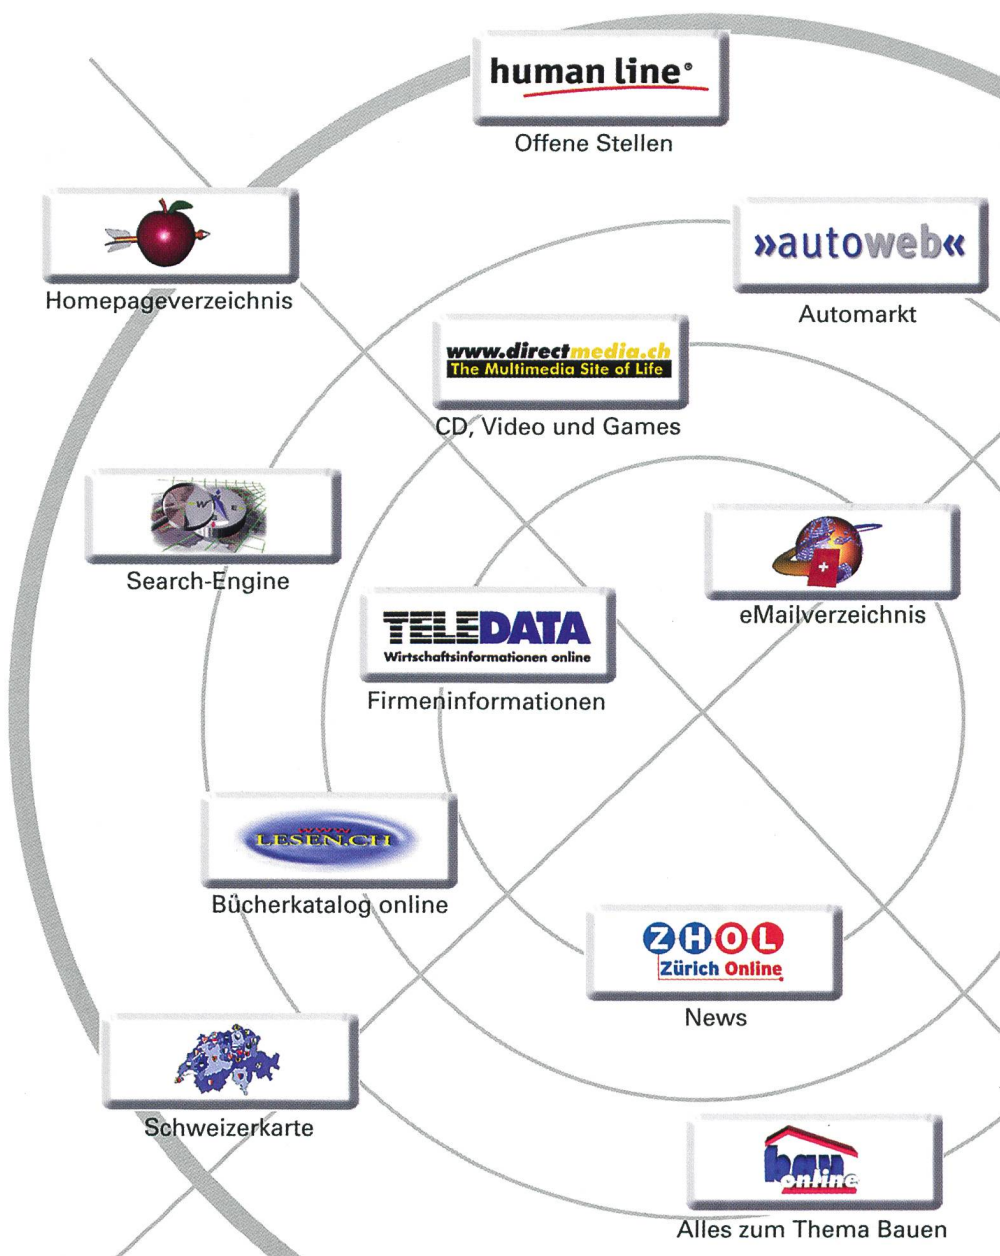 human line®
Offene Stellen
Homepageverzeichnis
»autoweb«
Automarkt
www.directmedia.ch
The Multimedia Site of Life
CD, Video und Games
Search-Engine
eMailverzeichnis
TELEDATA
Wirtschaftsinformationen online
Firmeninformationen
www
LESEN.CH
Bücherkatalog online
ZHOL
Zürich Online
News
Schweizerkarte
bau
online
Alles zum Thema Bauen